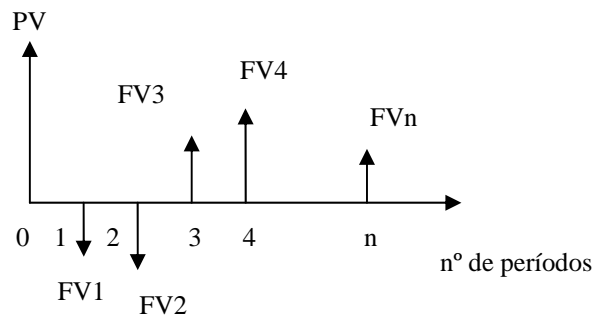 PV
FV4
FV3
FVn
0 1 2 3 4 n
nº de períodos
FV1
FV2